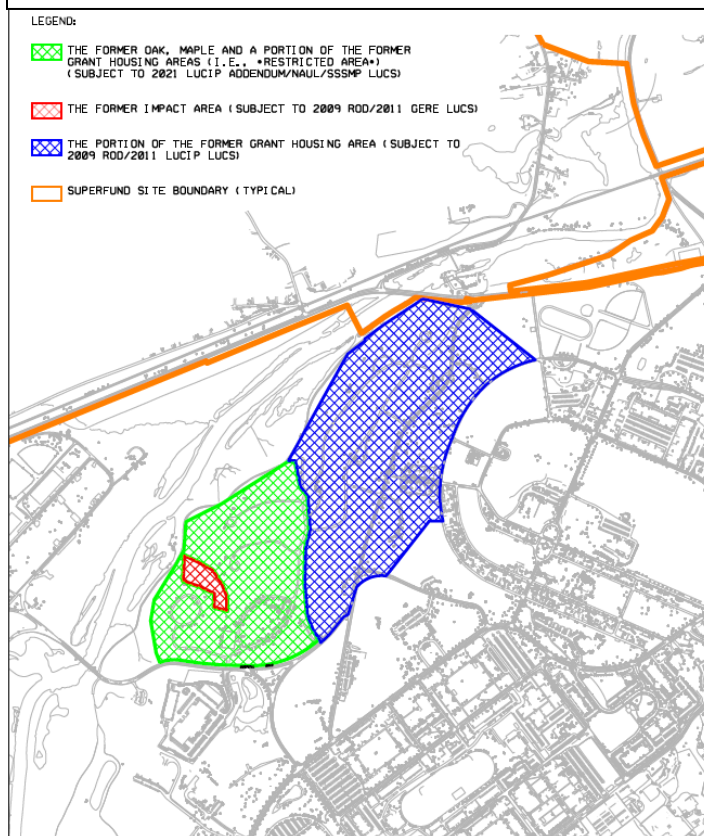 LEGEND:
THE FORMER OAK, MAPLE AND A PORTION OF THE FORMER
GRANT HOUSING AREAS (I.E., *RESTRICTED AREA*)
(SUBJECT TO 2021 LUCIP ADDENDUM/NAUL/SSSMP LUCS)
THE FORMER IMPACT AREA (SUBJECT TO 2009 ROD/2011 GERE LUCS)
THE PORTION OF THE FORMER GRANT HOUSING AREA (SUBJECT TO
2009 ROD/2011 LUCIP LUCS)
SUPERFUND SITE BOUNDARY (TYPICAL)